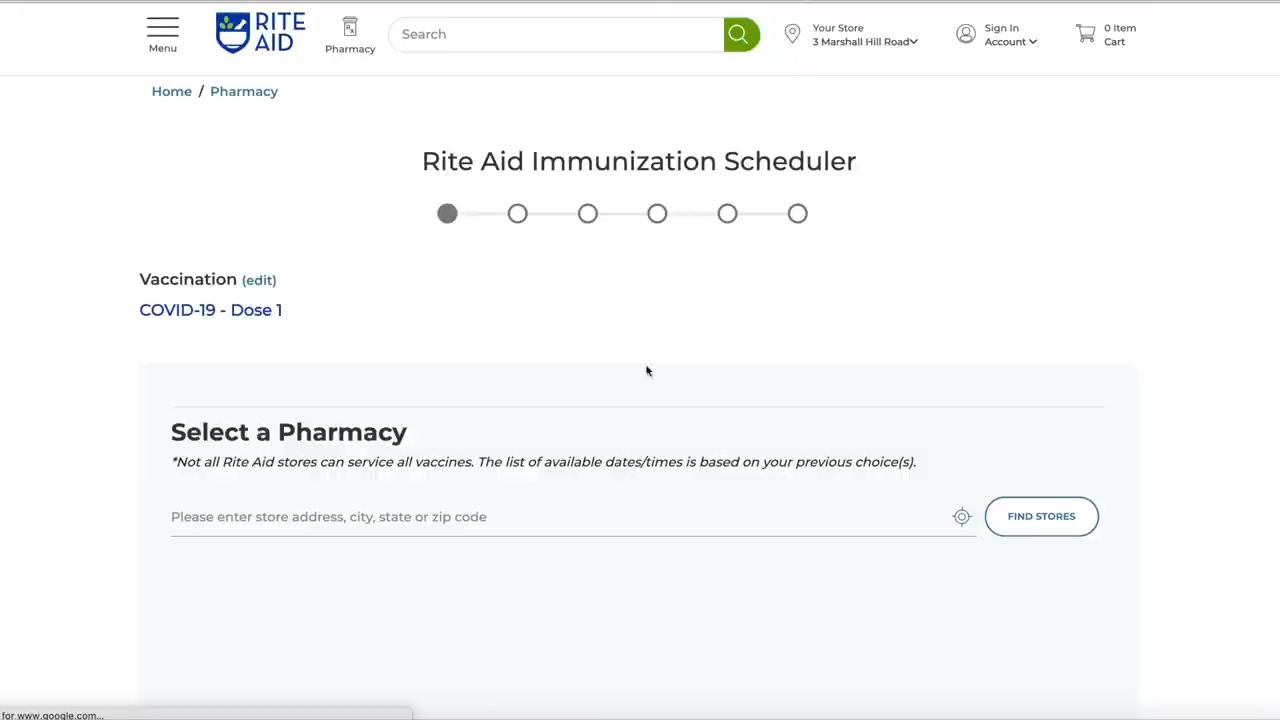 Menu
RITE AID
Pharmacy
Search
Your Store
3 Marshall Hill Road
Sign In
Account
0 Item
Cart
Home / Pharmacy
Rite Aid Immunization Scheduler
Vaccination (edit)
COVID-19 - Dose 1
Select a Pharmacy
*Not all Rite Aid stores can service all vaccines. The list of available dates/times is based on your previous choice(s).
Please enter store address, city, state or zip code
FIND STORES
for www.google.com...